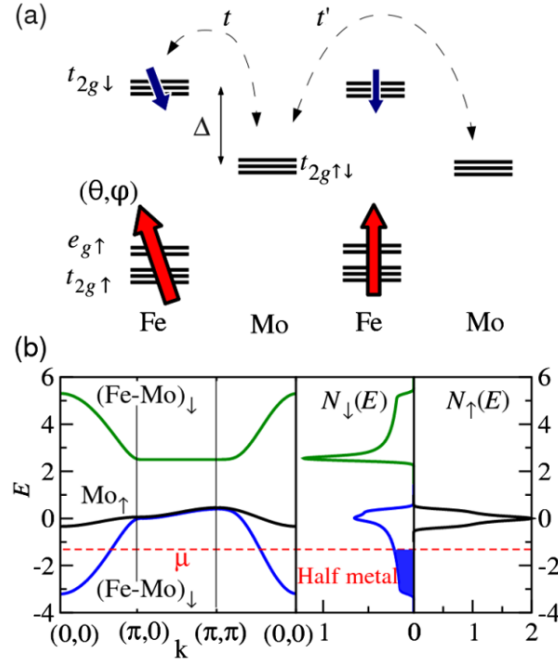 (a)
t t'
t2g↓
Δ
t2g↑↓
(θ,φ)
eg↑
t2g↑
Fe Mo Fe Mo
(b)
6
(Fe-Mo)↓ N↓(E) N↑(E)
4
2
E
Mo↑
0
μ
-2
Half metal
(Fe-Mo)↓
-4
(0,0) (π,0) k (π,π) (0,0) 1 0 1 2
6
4
2
0
-2
-4